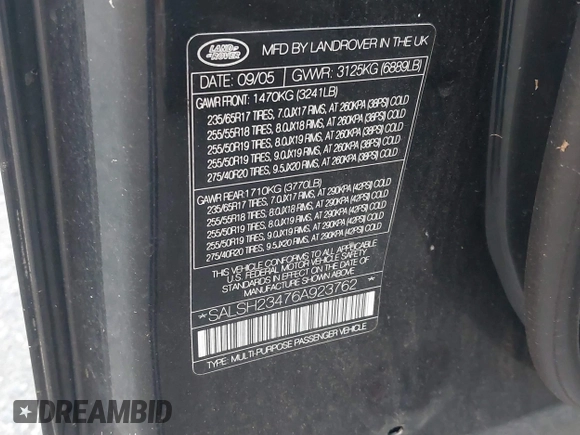 LAND-
ROVER
MFD BY LANDROVER IN THE UK
DATE: 09/05 GVWR: 3125KG (6889LB)
GAWR FRONT: 1470KG (3241LB)
235/65R17 TIRES, 7.0JX17 RIMS, AT 260KPA (38PSI) COLD
255/55R18 TIRES, 8.0JX18 RIMS, AT 260KPA (38PSI) COLD
255/50R19 TIRES, 8.0JX19 RIMS, AT 260KPA (38PSI) COLD
255/50R19 TIRES, 9.0JX19 RIMS, AT 260KPA (38PSI) COLD
275/40R20 TIRES, 9.5JX20 RIMS, AT 260KPA (38PSI) COLD
GAWR REAR: 1710KG (3770LB)
235/65R17 TIRES, 7.0JX17 RIMS, AT 290KPA (42PSI) COLD
255/55R18 TIRES, 8.0JX18 RIMS, AT 290KPA (42PSI) COLD
255/50R19 TIRES, 8.0JX19 RIMS, AT 290KPA (42PSI) COLD
255/50R19 TIRES, 9.0JX19 RIMS, AT 290KPA (42PSI) COLD
275/40R20 TIRES, 9.5JX20 RIMS, AT 290KPA (42PSI) COLD
THIS VEHICLE CONFORMS TO ALL APPLICABLE
U.S. FEDERAL MOTOR VEHICLE SAFETY
STANDARDS IN EFFECT ON THE DATE OF
MANUFACTURE SHOWN ABOVE
*SALSH23476A923762*
TYPE: MULTI-PURPOSE PASSENGER VEHICLE
DREAMBID